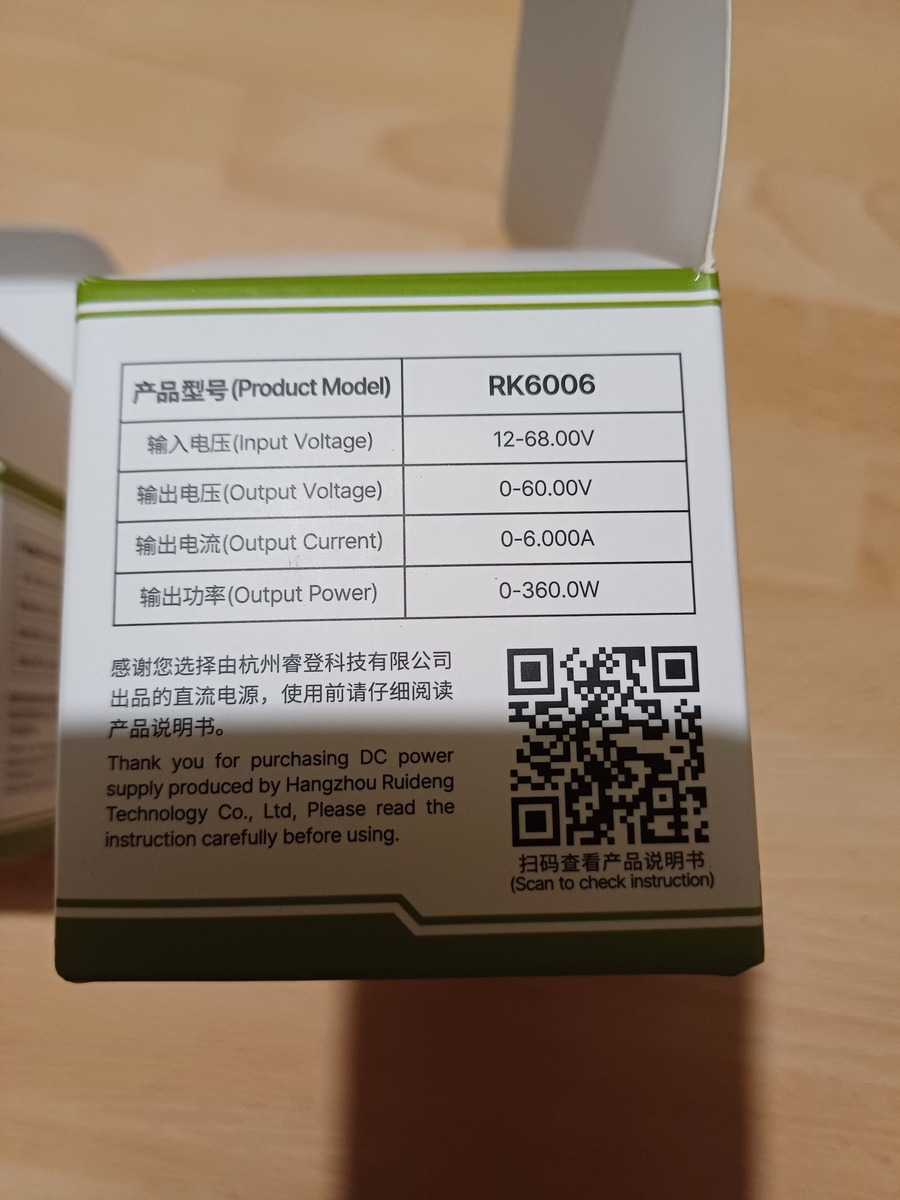 产品型号(Product Model) RK6006
输入电压(Input Voltage) 12-68.00V
输出电压(Output Voltage) 0-60.00V
输出电流(Output Current) 0-6.000A
输出功率(Output Power) 0-360.0W
感谢您选择由杭州睿登科技有限公司
出品的直流电源，使用前请仔细阅读
产品说明书。
Thank you for purchasing DC power
supply produced by Hangzhou Ruideng
Technology Co., Ltd, Please read the
instruction carefully before using.
扫码查看产品说明书
(Scan to check instruction)